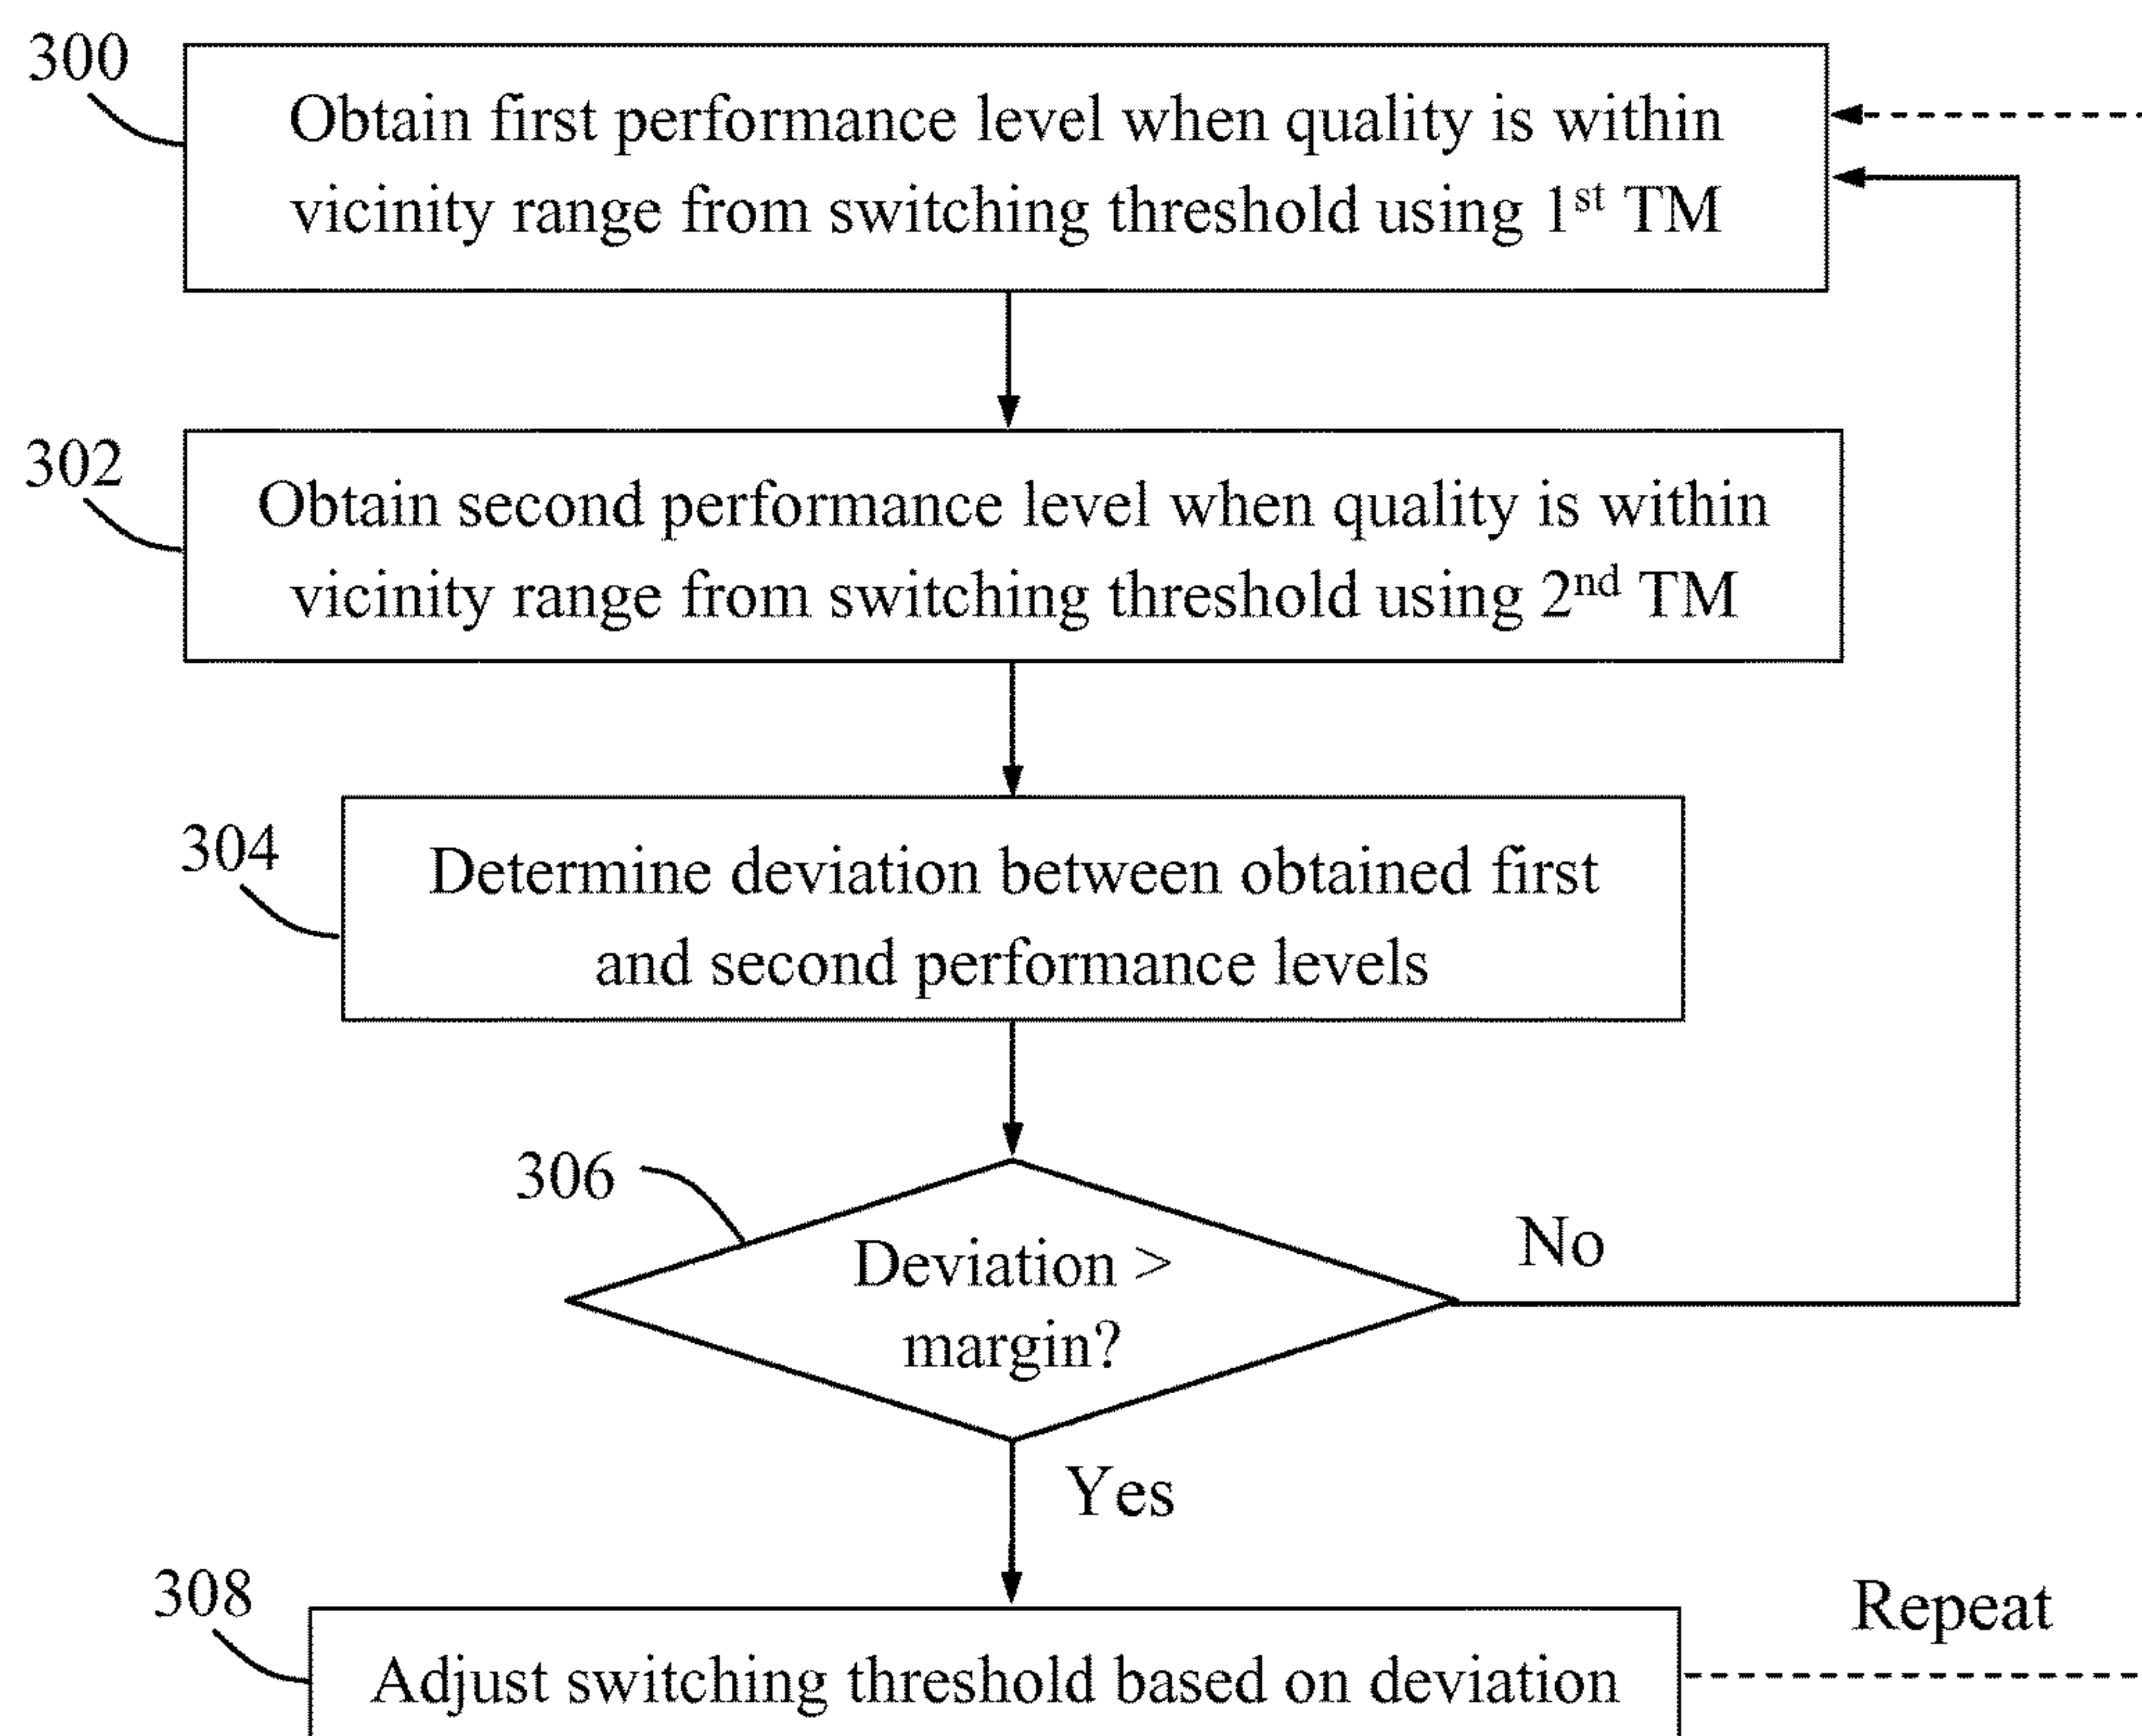 300
Obtain first performance level when quality is within
vicinity range from switching threshold using 1st TM
302
Obtain second performance level when quality is within
vicinity range from switching threshold using 2nd TM
304
Determine deviation between obtained first
and second performance levels
306
Deviation >
margin?
No
Yes
308
Adjust switching threshold based on deviation
Repeat